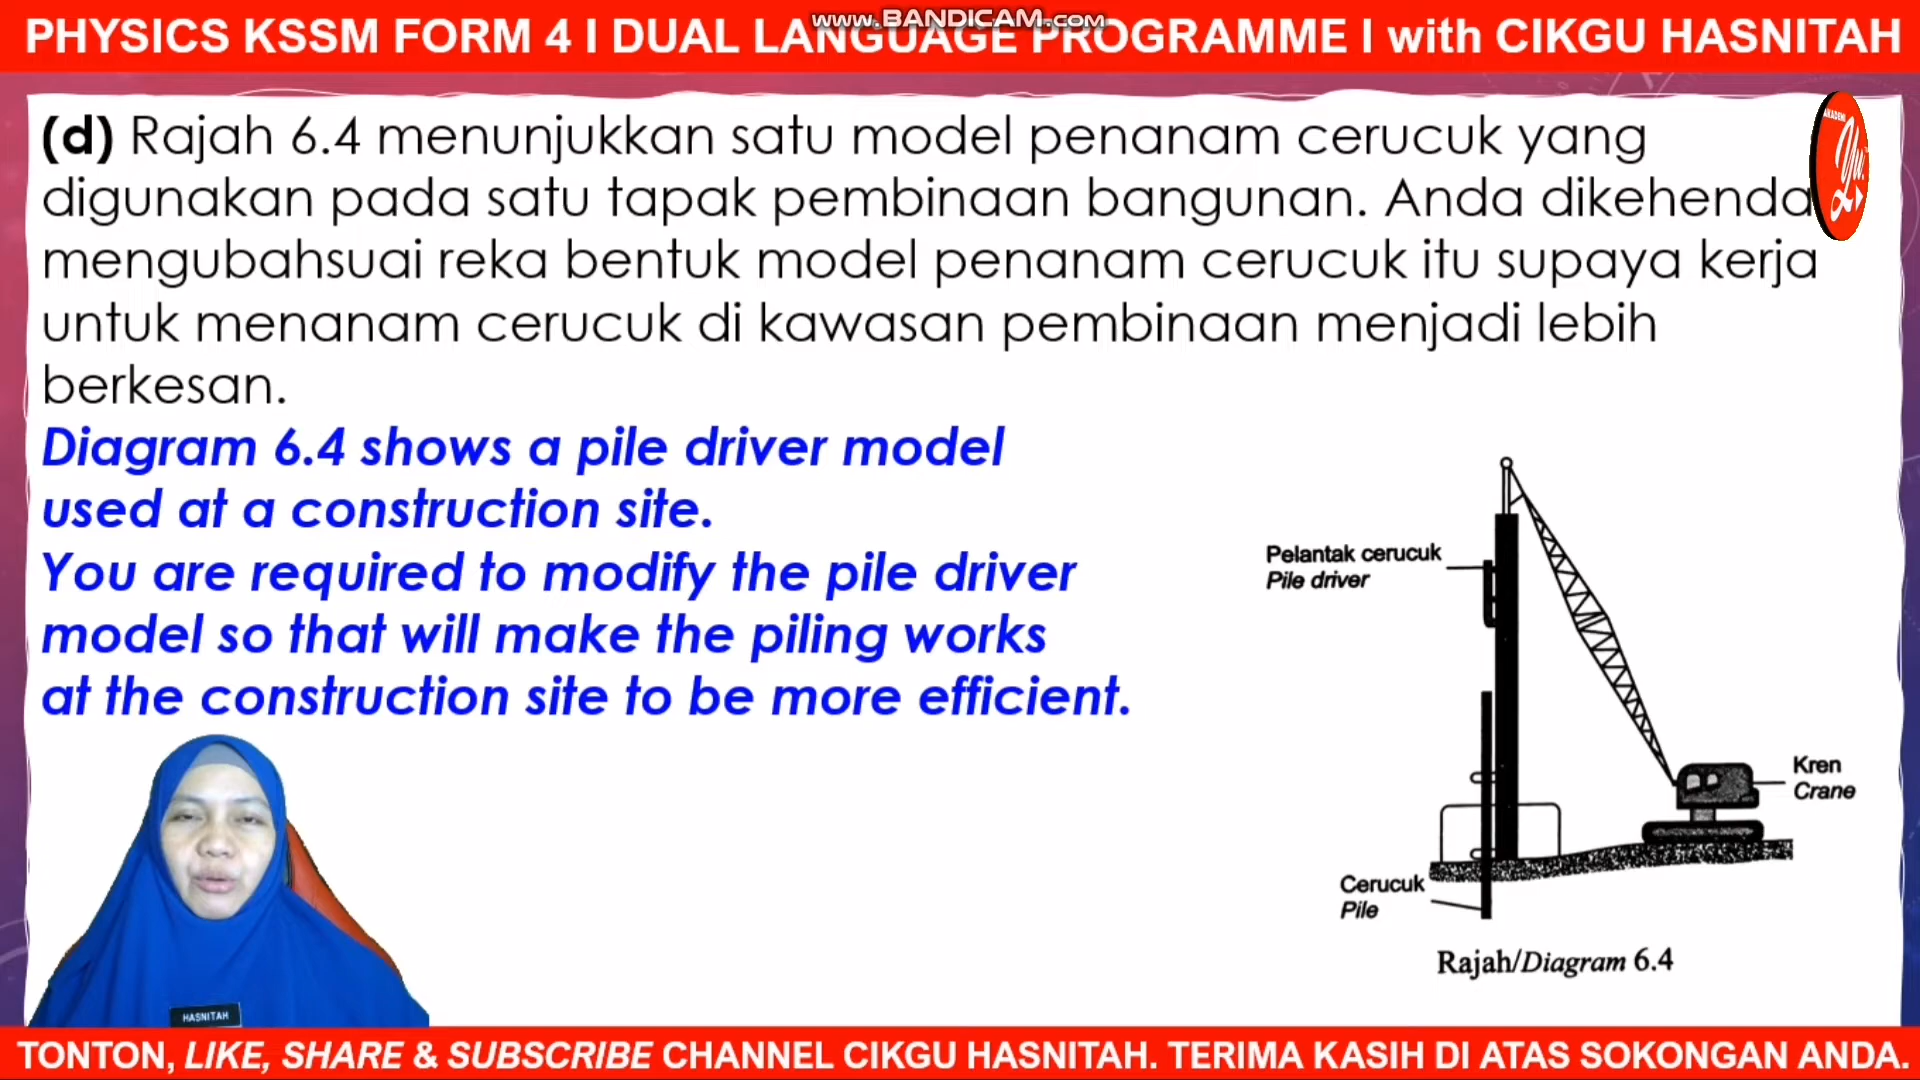 www.BANDICAM.com
PHYSICS KSSM FORM 4 I DUAL LANGUAGE PROGRAMME I with CIKGU HASNITAH
(d) Rajah 6.4 menunjukkan satu model penanam cerucuk yang
digunakan pada satu tapak pembinaan bangunan. Anda dikehenda
mengubahsuai reka bentuk model penanam cerucuk itu supaya kerja
untuk menanam cerucuk di kawasan pembinaan menjadi lebih
berkesan.
Diagram 6.4 shows a pile driver model
used at a construction site.
You are required to modify the pile driver
model so that will make the piling works
at the construction site to be more efficient.
Pelantak cerucuk
Pile driver
Kren
Crane
Cerucuk
Pile
Rajah/Diagram 6.4
HASNITAH
TONTON, LIKE, SHARE & SUBSCRIBE CHANNEL CIKGU HASNITAH. TERIMA KASIH DI ATAS SOKONGAN ANDA.